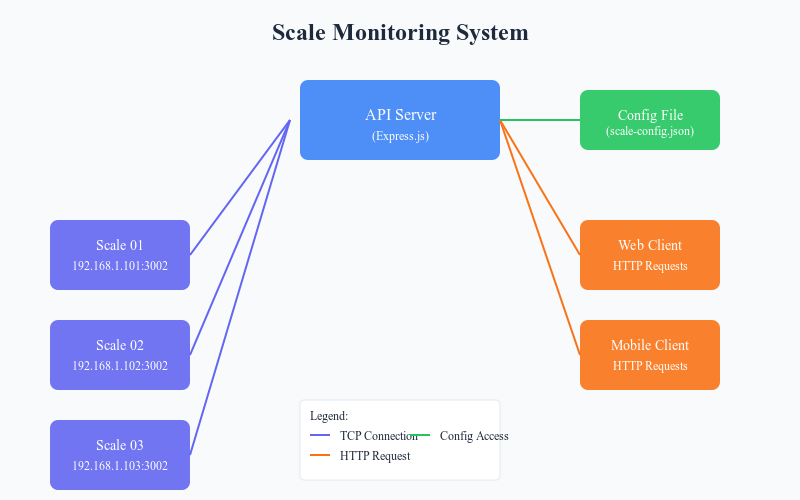 Scale Monitoring System
API Server
(Express.js)
Config File
(scale-config.json)
Scale 01
192.168.1.101:3002
Web Client
HTTP Requests
Scale 02
192.168.1.102:3002
Mobile Client
HTTP Requests
Scale 03
192.168.1.103:3002
Legend:
TCP Connection
Config Access
HTTP Request